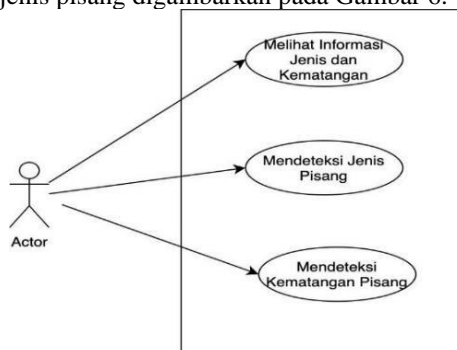 jenis pisang digambarkan pada Gambar 6.
Melihat Informasi
Jenis dan
Kematangan
Mendeteksi Jenis
Pisang
Actor
Mendeteksi
Kematangan Pisang